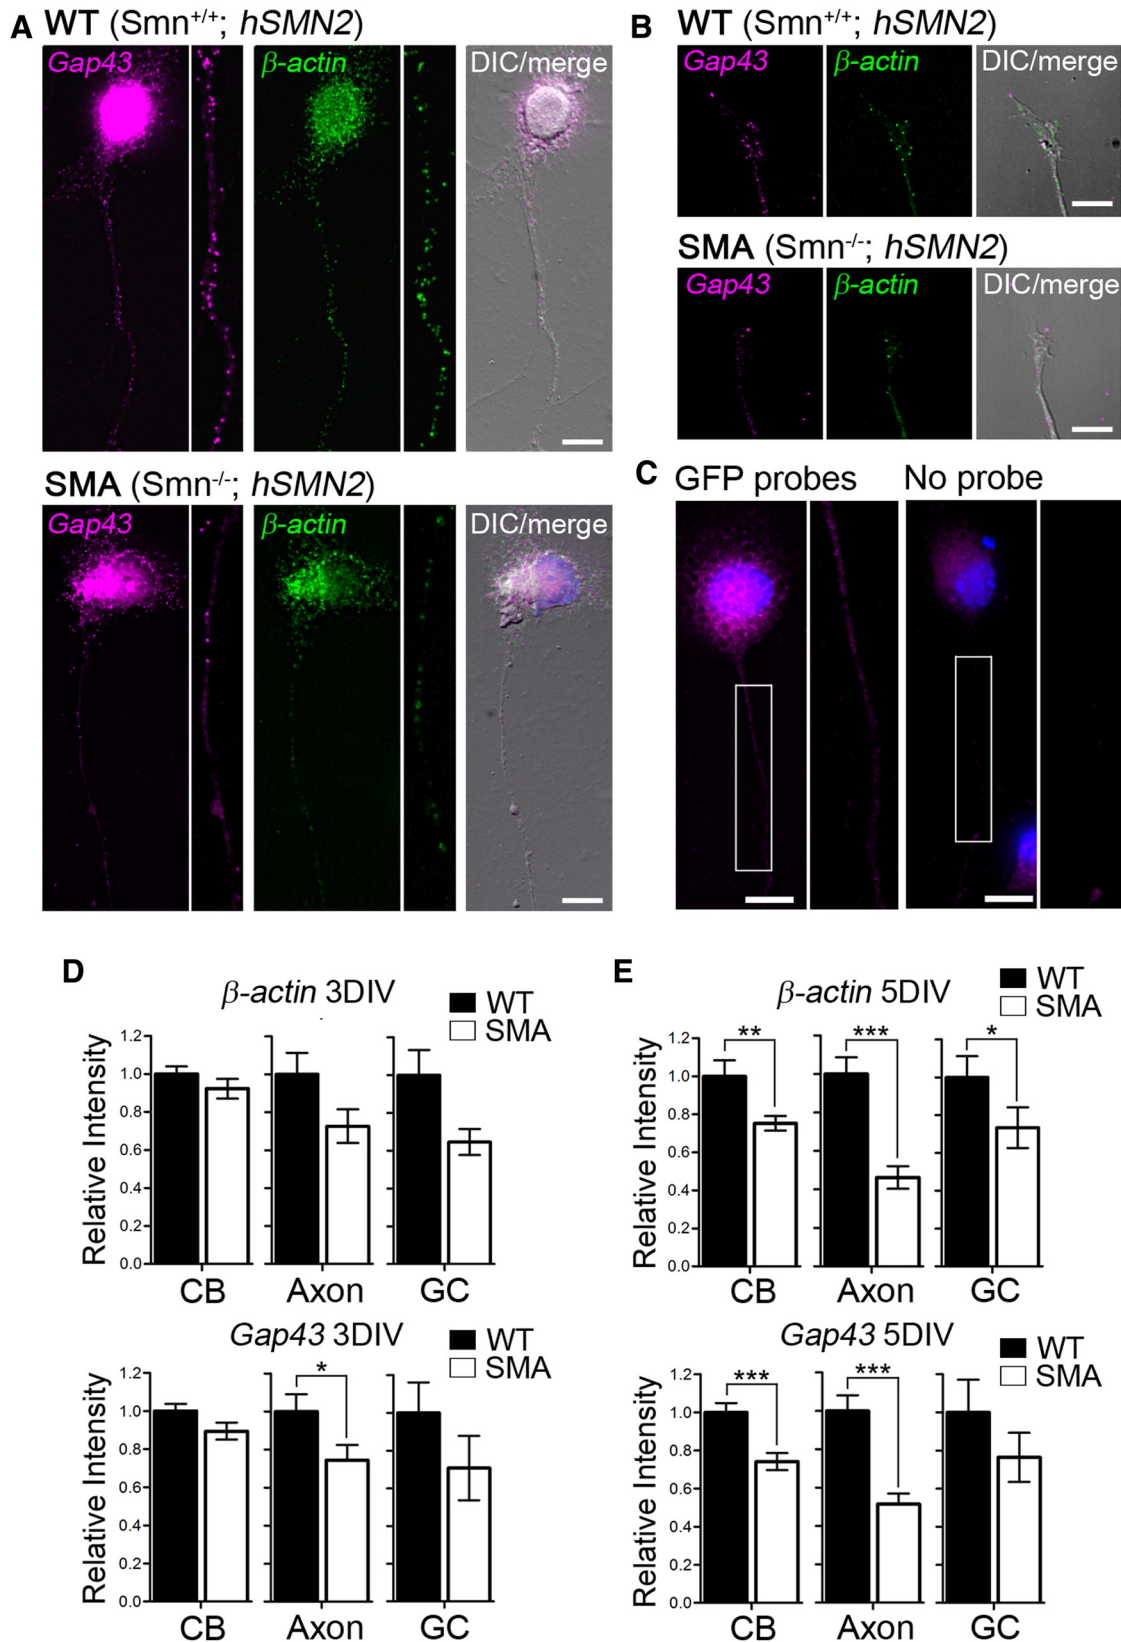 A WT (Smn+/+; hSMN2)
Gap43 β-actin DIC/merge
SMA (Smn-/-; hSMN2)
Gap43 β-actin DIC/merge
B WT (Smn+/+; hSMN2)
Gap43 β-actin DIC/merge
SMA (Smn-/-; hSMN2)
Gap43 β-actin DIC/merge
C GFP probes No probe
D
β-actin 3DIV
WT
SMA
Relative Intensity
1.2
1.0
0.8
0.6
0.4
0.2
0.0
CB Axon GC
Gap43 3DIV
WT
SMA
Relative Intensity
1.2
1.0
0.8
0.6
0.4
0.2
0.0
*
CB Axon GC
E
β-actin 5DIV
WT
SMA
Relative Intensity
1.2
1.0
0.8
0.6
0.4
0.2
0.0
** *** *
CB Axon GC
Gap43 5DIV
WT
SMA
Relative Intensity
1.2
1.0
0.8
0.6
0.4
0.2
0.0
*** ***
CB Axon GC